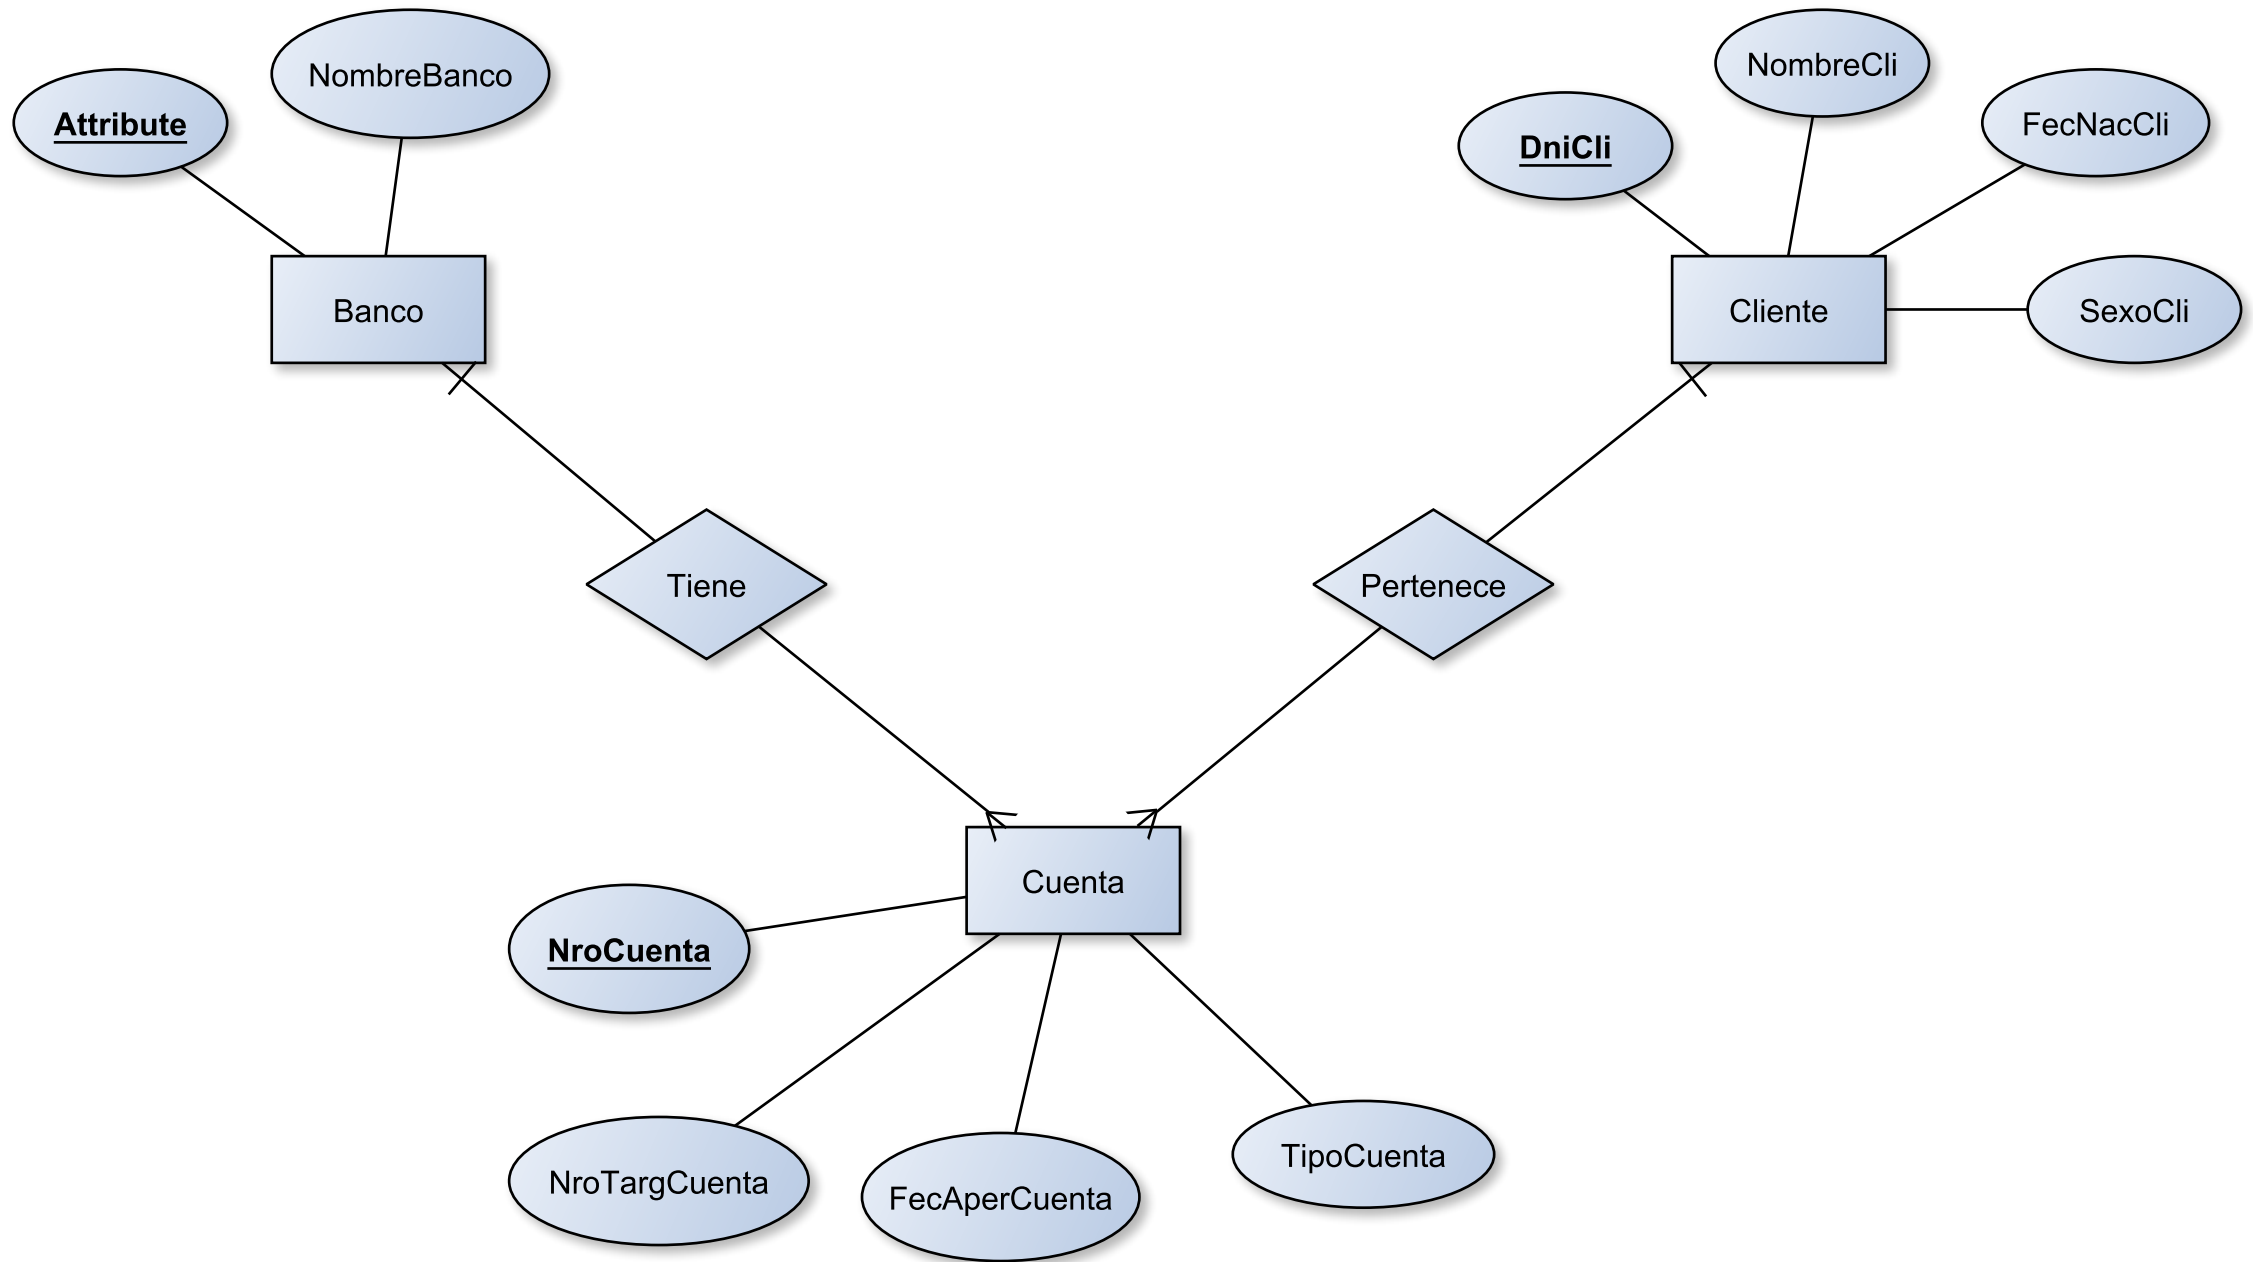 NombreBanco
Attribute
NombreCli
DniCli
FecNacCli
Banco
Cliente
SexoCli
Tiene
Pertenece
Cuenta
NroCuenta
NroTargCuenta
FecAperCuenta
TipoCuenta